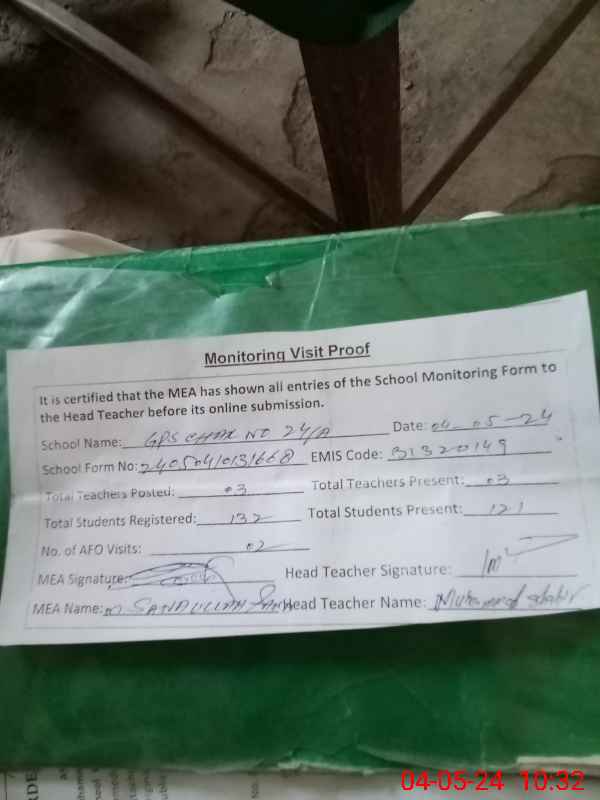 Monitoring Visit Proof
It is certified that the MEA has shown all entries of the School Monitoring Form to
the Head Teacher before its online submission.
School Name: GPS CHAK NO 24/A Date: 04-05-24
School Form No: 24050410131668 EMIS Code: 31320149
Total Teachers Posted: 03 Total Teachers Present: 03
Total Students Registered: 132 Total Students Present: 121
No. of AFO Visits: 02
MEA Signature: Head Teacher Signature:
MEA Name: M SANAULLAH Head Teacher Name: Muhammad
04-05-24 10:32